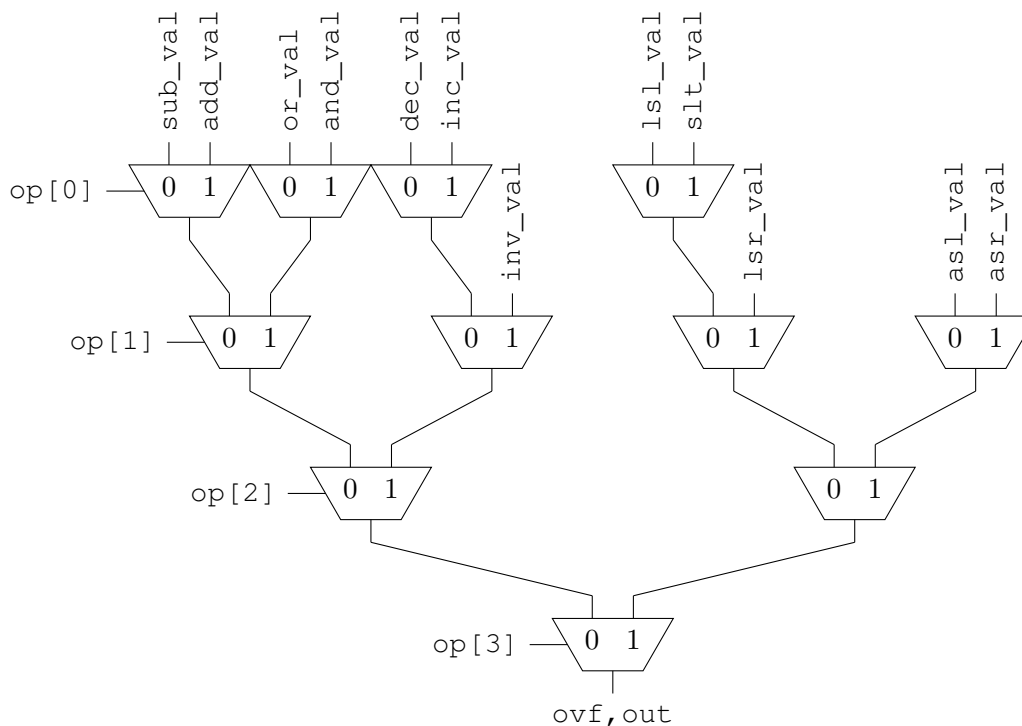 sub_val add_val or_val and_val dec_val inc_val lsl_val slt_val
op[0] 0 1 0 1 0 1 0 1
inv_val lsr_val asl_val asr_val
op[1] 0 1 0 1 0 1 0 1
op[2] 0 1 0 1
op[3] 0 1
ovf,out